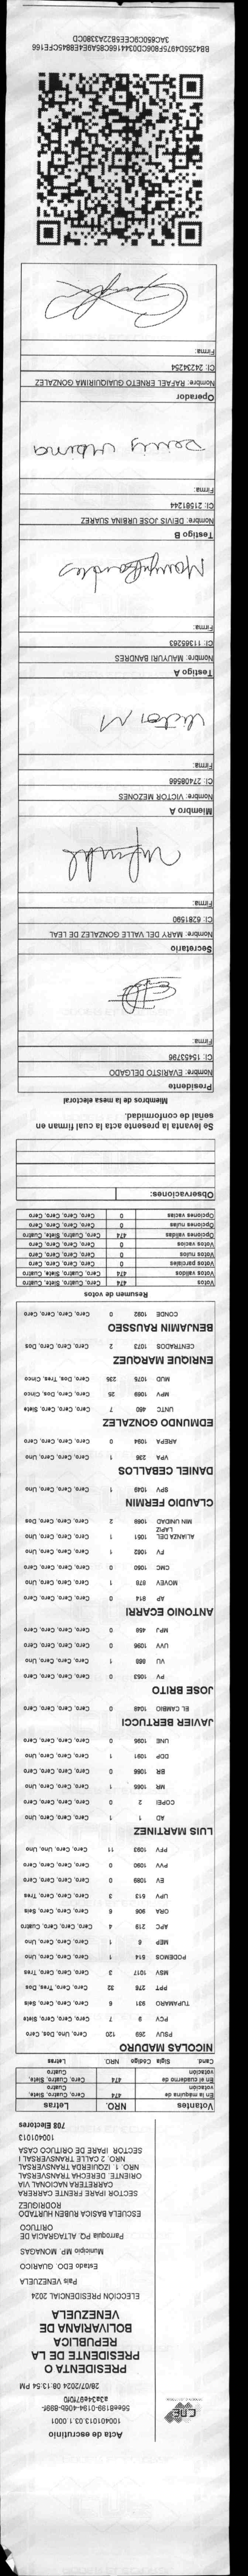 CNE
Acta de escrutinio
100401013.03.1.0001
56ee8199-0194-406b-899f-
a3a34e97f0f0
28/07/2024 08:13:54 PM
PRESIDENTA O
PRESIDENTE DE LA
REPUBLICA
BOLIVARIANA DE
VENEZUELA
ELECCION PRESIDENCIAL 2024
Pais VENEZUELA
Estado EDO. GUARICO
Municipio MP. MONAGAS
Parroquia PQ. ALTAGRACIA DE
ORITUCO
ESCUELA BASICA RUBEN HURTADO
RODRIGUEZ
SECTOR IPARE FRENTE CARRERA
CARRETERA NACIONAL VIA
ORIENTE. DERECHA TRANSVERSAL
NRO. 1. IZQUIERDA TRANSVERSAL
NRO. 2 CALLE TRANSVERSAL I
SECTOR IPARE DE ORITUCO CASA
100401013
708 Electores
Votantes NRO. Letras
En la máquina de votación 474 Cero, Cuatro, Siete, Cuatro
En el cuaderno de votación 474 Cero, Cuatro, Siete, Cuatro
Cand. Sigla Código NRO. Letras
NICOLAS MADURO
PSUV 269 120 Cero, Uno, Dos, Cero
PCV 9 7 Cero, Cero, Cero, Siete
TUPAMARO 931 6 Cero, Cero, Cero, Seis
PPT 276 32 Cero, Cero, Tres, Dos
MSV 1017 3 Cero, Cero, Cero, Tres
PODEMOS 514 1 Cero, Cero, Cero, Uno
MEP 6 1 Cero, Cero, Cero, Uno
APC 219 4 Cero, Cero, Cero, Cuatro
ORA 906 6 Cero, Cero, Cero, Seis
UPV 613 3 Cero, Cero, Cero, Tres
EV 1089 0 Cero, Cero, Cero, Cero
PVV 1090 0 Cero, Cero, Cero, Cero
PFV 1093 11 Cero, Cero, Uno, Uno
LUIS MARTINEZ
AD 1 1 Cero, Cero, Cero, Uno
COPEI 2 0 Cero, Cero, Cero, Cero
MR 1065 1 Cero, Cero, Cero, Uno
BR 1066 0 Cero, Cero, Cero, Cero
DDP 1091 1 Cero, Cero, Cero, Uno
UNE 1095 0 Cero, Cero, Cero, Cero
JAVIER BERTUCCI
EL CAMBIO 1048 0 Cero, Cero, Cero, Cero
JOSE BRITO
PV 1053 0 Cero, Cero, Cero, Cero
VU 868 1 Cero, Cero, Cero, Uno
UVV 1096 0 Cero, Cero, Cero, Cero
MPJ 458 0 Cero, Cero, Cero, Cero
ANTONIO ECARRI
AP 814 0 Cero, Cero, Cero, Cero
MOVEV 878 1 Cero, Cero, Cero, Uno
CMC 1050 0 Cero, Cero, Cero, Cero
FV 1082 1 Cero, Cero, Cero, Uno
ALIANZA DEL LAPIZ 1051 1 Cero, Cero, Cero, Uno
MIN UNIDAD 1088 2 Cero, Cero, Cero, Dos
CLAUDIO FERMIN
SPV 1049 1 Cero, Cero, Cero, Uno
DANIEL CEBALLOS
VPA 236 1 Cero, Cero, Cero, Uno
AREPA 1094 0 Cero, Cero, Cero, Cero
EDMUNDO GONZALEZ
UNTC 460 7 Cero, Cero, Cero, Siete
MPV 1069 25 Cero, Cero, Dos, Cinco
MUD 1075 235 Cero, Dos, Tres, Cinco
ENRIQUE MARQUEZ
CENTRADOS 1073 2 Cero, Cero, Cero, Dos
BENJAMIN RAUSSEO
CONDE 1092 0 Cero, Cero, Cero, Cero
Resumen de votos
Votos 474 Cero, Cuatro, Siete, Cuatro
Votos válidos 474 Cero, Cuatro, Siete, Cuatro
Votos parciales 0 Cero, Cero, Cero, Cero
Votos nulos 0 Cero, Cero, Cero, Cero
Votos vacios 0 Cero, Cero, Cero, Cero
Opciones válidas 474 Cero, Cuatro, Siete, Cuatro
Opciones nulas 0 Cero, Cero, Cero, Cero
Opciones vacías 0 Cero, Cero, Cero, Cero
Observaciones:
Se levanta la presente acta la cual firman en
señal de conformidad.
Miembros de la mesa electoral
Presidente
Nombre: EVARISTO DELGADO
CI: 15453796
Firma:
Secretario
Nombre: MARY DEL VALLE GONZALEZ DE LEAL
CI: 6281590
Firma:
Miembro A
Nombre: VICTOR MEZONES
CI: 27408566
Firma:
Victor M
Testigo A
Nombre: MAUYURI BANDRES
CI: 11365263
Firma:
Testigo B
Nombre: DEIVIS JOSE URBINA SUAREZ
CI: 21591244
Firma:
Deiviz Urbina
Operador
Nombre: RAFAEL ERNETO GUAIQUIRIMA GONZALEZ
CI: 24234254
Firma:
BB4255D4975F806CD0344166C85A9E4EB845CFE166
3AC850C9CEE5B22A3380CD